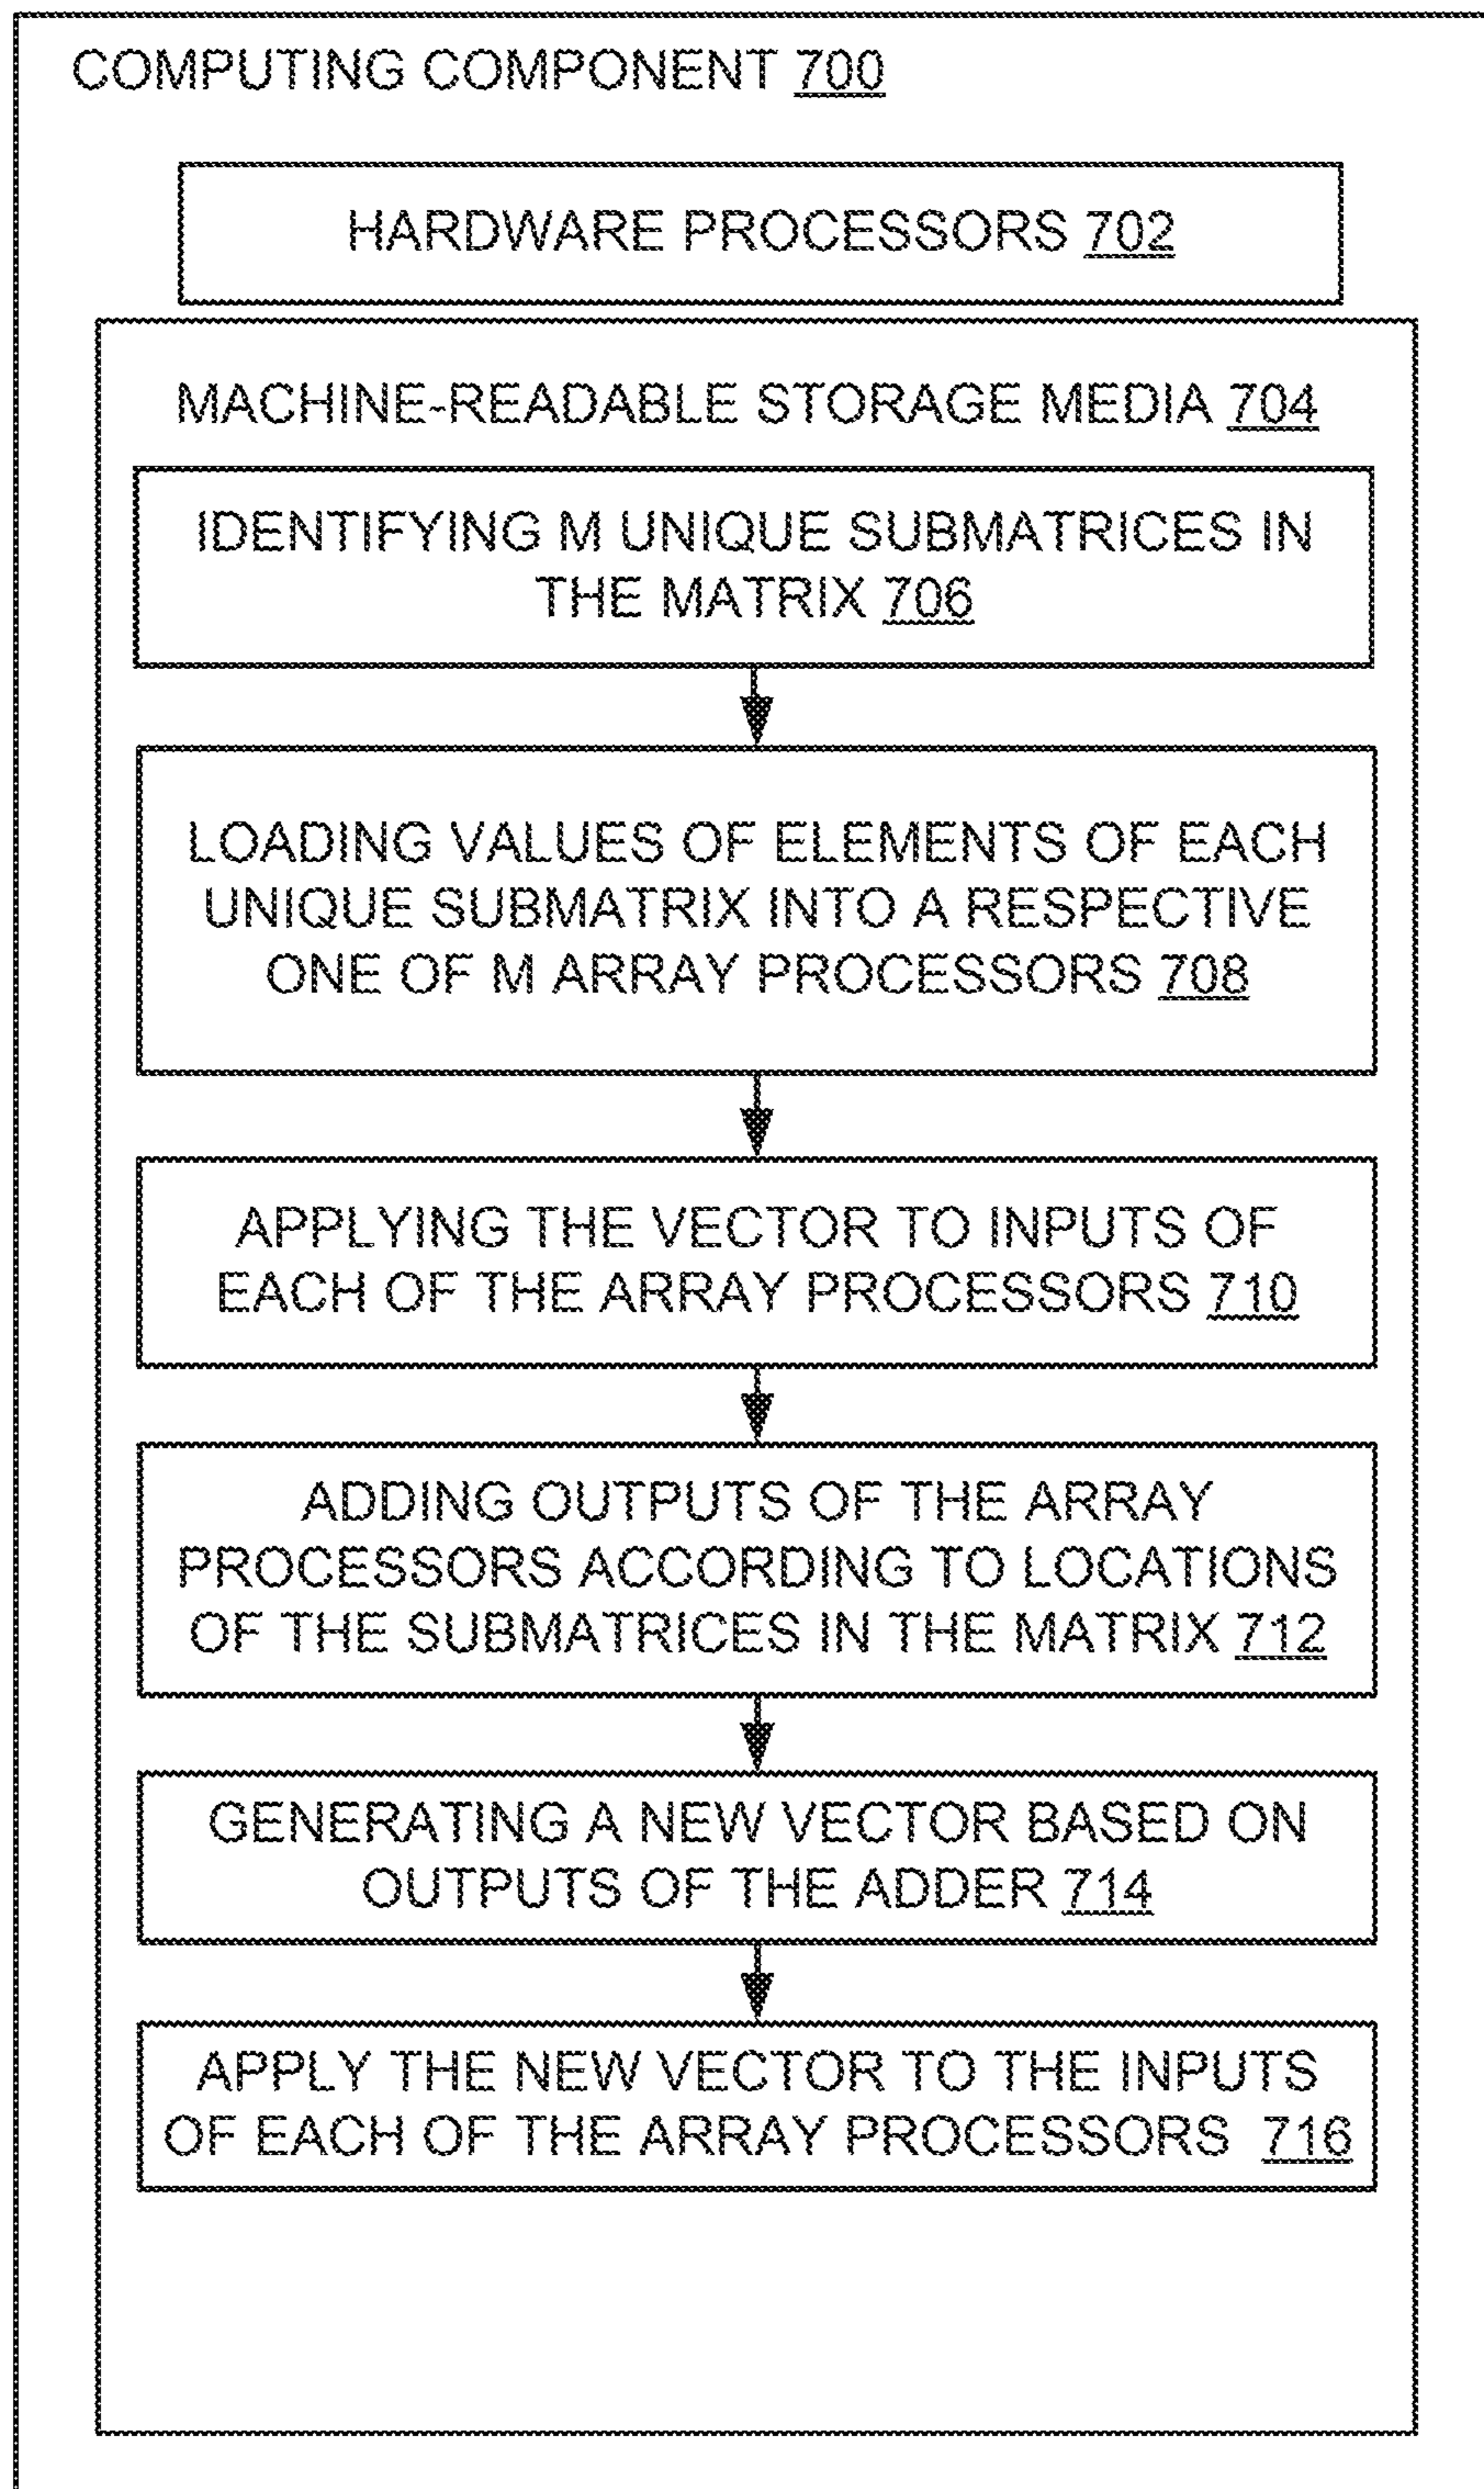 COMPUTING COMPONENT 700
HARDWARE PROCESSORS 702
MACHINE-READABLE STORAGE MEDIA 704
IDENTIFYING M UNIQUE SUBMATRICES IN
THE MATRIX 706
LOADING VALUES OF ELEMENTS OF EACH
UNIQUE SUBMATRIX INTO A RESPECTIVE
ONE OF M ARRAY PROCESSORS 708
APPLYING THE VECTOR TO INPUTS OF
EACH OF THE ARRAY PROCESSORS 710
ADDING OUTPUTS OF THE ARRAY
PROCESSORS ACCORDING TO LOCATIONS
OF THE SUBMATRICES IN THE MATRIX 712
GENERATING A NEW VECTOR BASED ON
OUTPUTS OF THE ADDER 714
APPLY THE NEW VECTOR TO THE INPUTS
OF EACH OF THE ARRAY PROCESSORS 716